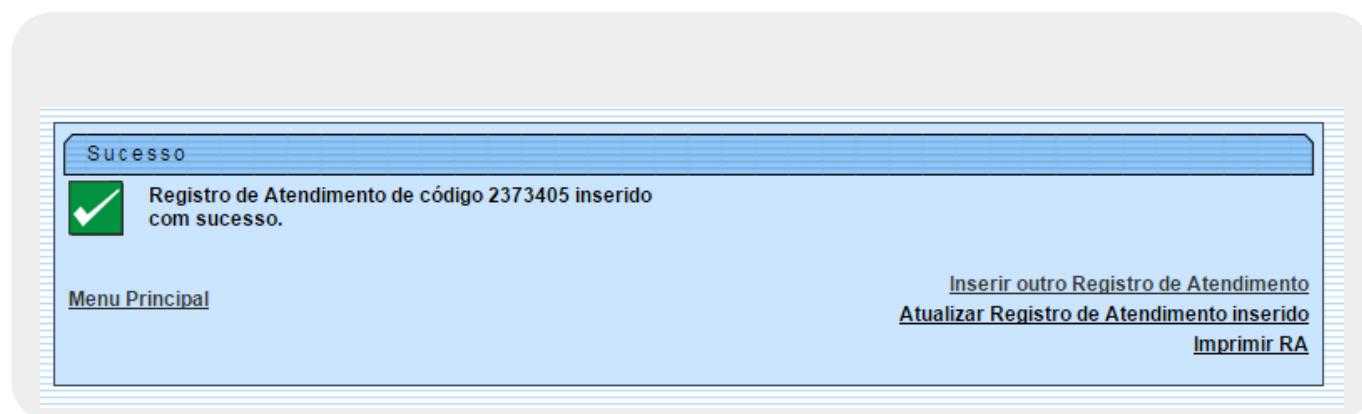 Sucesso
Registro de Atendimento de código 2373405 inserido
com sucesso.
Menu Principal
Inserir outro Registro de Atendimento
Atualizar Registro de Atendimento inserido
Imprimir RA